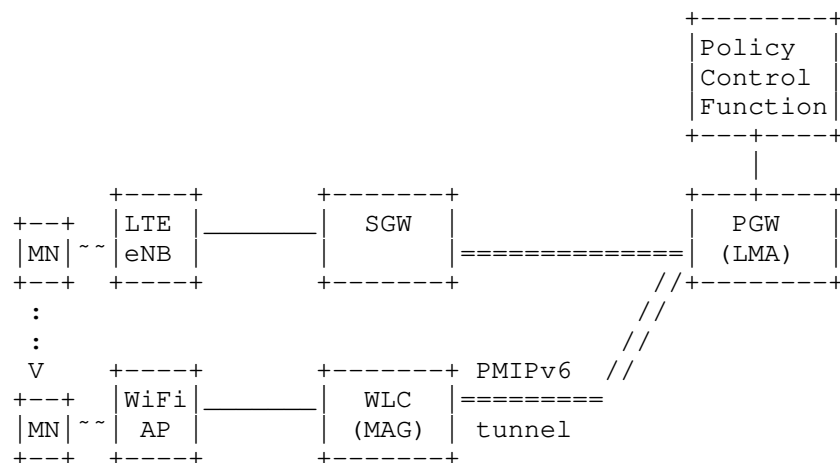 Policy
Control
Function
LTE SGW PGW
MN eNB (LMA)
V PMIPv6
WiFi WLC
MN AP (MAG) tunnel